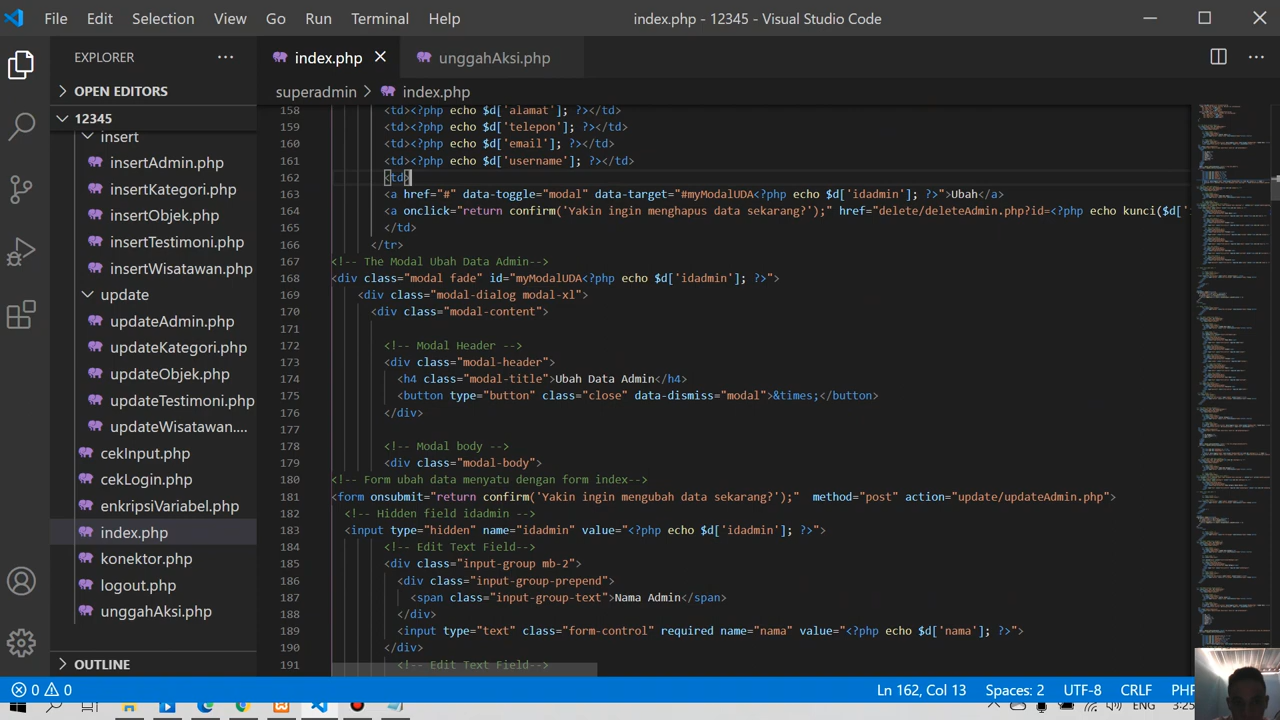 File Edit Selection View Go Run Terminal Help index.php - 12345 - Visual Studio Code
EXPLORER
index.php
unggahAksi.php
OPEN EDITORS
superadmin > index.php
12345
insert
insertAdmin.php
insertKategori.php
insertObjek.php
insertTestimoni.php
insertWisatawan.php
update
updateAdmin.php
updateKategori.php
updateObjek.php
updateTestimoni.php
updateWisatawan....
cekInput.php
cekLogin.php
enkripsiVariabel.php
index.php
konektor.php
logout.php
unggahAksi.php
OUTLINE
158 <td><?php echo $d['alamat']; ?></td>
159 <td><?php echo $d['telepon']; ?></td>
160 <td><?php echo $d['email']; ?></td>
161 <td><?php echo $d['username']; ?></td>
162 <td>
163 <a href="#" data-toggle="modal" data-target="#myModalUDA<?php echo $d['idadmin']; ?>">Ubah</a>
164 <a onclick="return confirm('Yakin ingin menghapus data sekarang?');" href="delete/deleteAdmin.php?id=<?php echo kunci($d['
165 </td>
166 </tr>
167 <!-- The Modal Ubah Data Admin-->
168 <div class="modal fade" id="myModalUDA<?php echo $d['idadmin']; ?>">
169 <div class="modal-dialog modal-xl">
170 <div class="modal-content">
171
172 <!-- Modal Header -->
173 <div class="modal-header">
174 <h4 class="modal-title">Ubah Data Admin</h4>
175 <button type="button" class="close" data-dismiss="modal">&times;</button>
176 </div>
177
178 <!-- Modal body -->
179 <div class="modal-body">
180 <!-- Form ubah data menyatu dengan form index-->
181 <form onsubmit="return confirm('Yakin ingin mengubah data sekarang?');" method="post" action="update/updateAdmin.php">
182 <!-- Hidden field idadmin -->
183 <input type="hidden" name="idadmin" value="<?php echo $d['idadmin']; ?>">
184 <!-- Edit Text Field-->
185 <div class="input-group mb-2">
186 <div class="input-group prepend">
187 <span class="input-group-text">Nama Admin</span>
188 </div>
189 <input type="text" class="form-control" required name="nama" value="<?php echo $d['nama']; ?>">
190 </div>
191 <!-- Edit Text Field-->
0 0 Ln 162, Col 13 Spaces: 2 UTF-8 CRLF PH
ENG